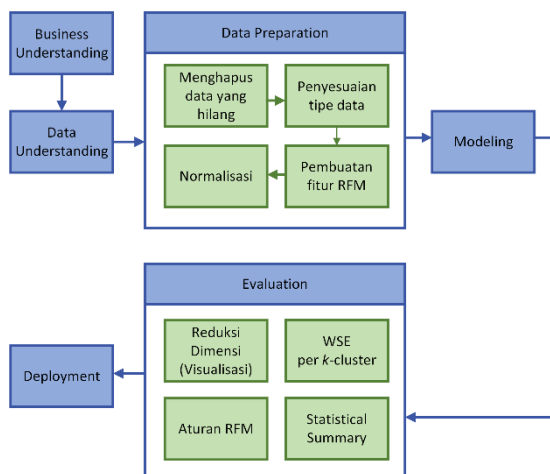 Business
Understanding
Data
Understanding
Data Preparation
Menghapus
data yang
hilang
Penyesuaian
tipe data
Normalisasi
Pembuatan
fitur RFM
Modeling
Evaluation
Reduksi
Dimensi
(Visualisasi)
WSE
per k-cluster
Aturan RFM
Statistical
Summary
Deployment